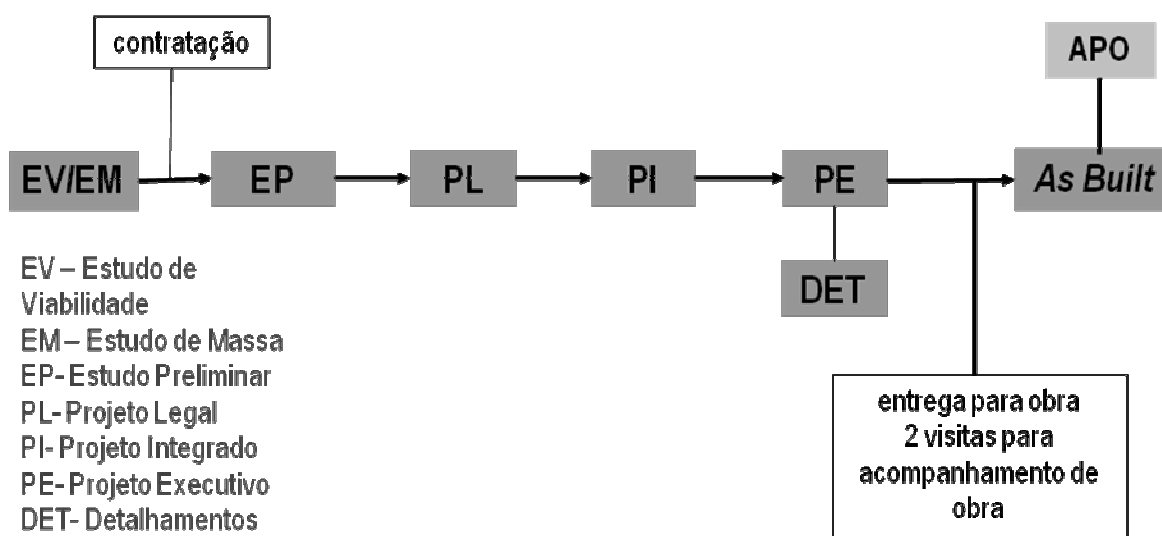 contratação
APO
EV/EM
EP
PL
PI
PE
As Built
DET
EV – Estudo de
Viabilidade
EM – Estudo de Massa
EP- Estudo Preliminar
PL- Projeto Legal
PI- Projeto Integrado
PE- Projeto Executivo
DET- Detalhamentos
entrega para obra
2 visitas para
acompanhamento de
obra